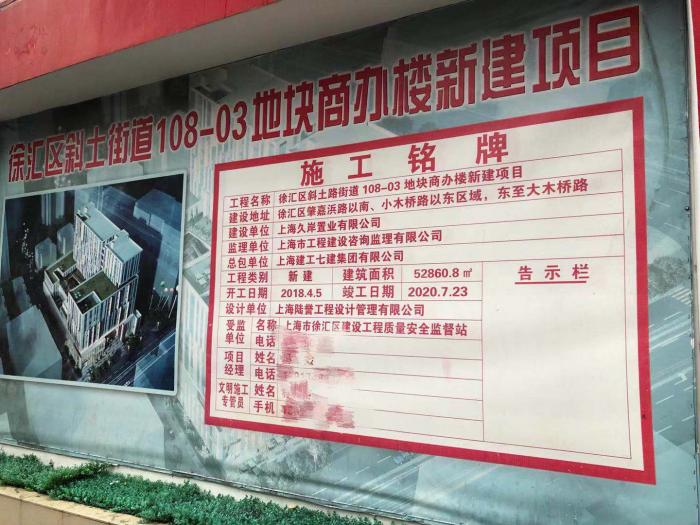 徐汇区斜土街道108-03地块商办楼新建项目
施工铭牌
工程名称 徐汇区斜土路街道108-03地块商办楼新建项目
建设地址 徐汇区肇嘉浜路以南、小木桥路以东区域，东至大木桥路
建设单位 上海久岸置业有限公司
监理单位 上海市工程建设咨询监理有限公司
总包单位 上海建工七建集团有限公司
工程类别 新建 建筑面积 52860.8㎡ 告示栏
开工日期 2018.4.5 竣工日期 2020.7.23
设计单位 上海陆誉工程设计管理有限公司
受监单位 名称 上海市徐汇区建设工程质量安全监督站
电话
项目经理 姓名
电话
文明施工专管员 姓名
手机